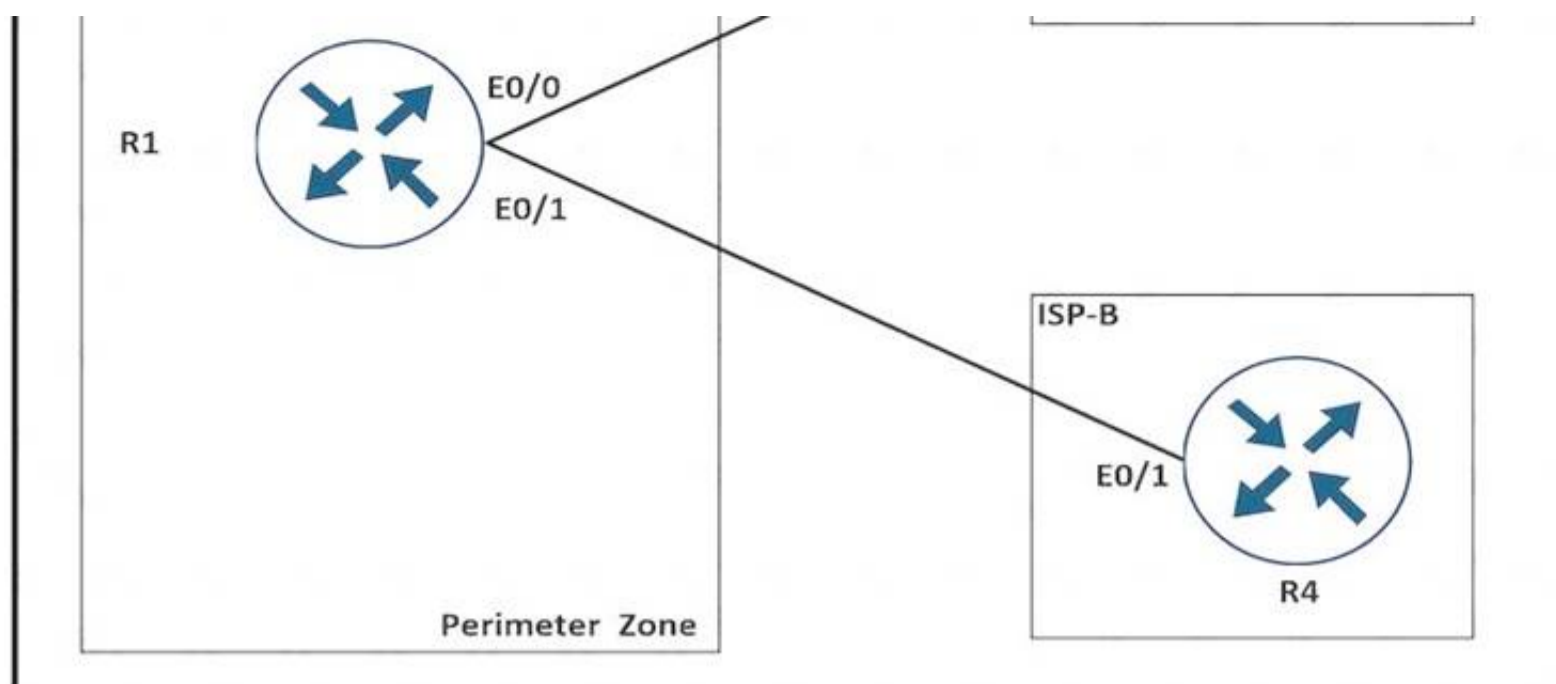 E0/0
R1
E0/1
ISP-B
E0/1
R4
Perimeter Zone